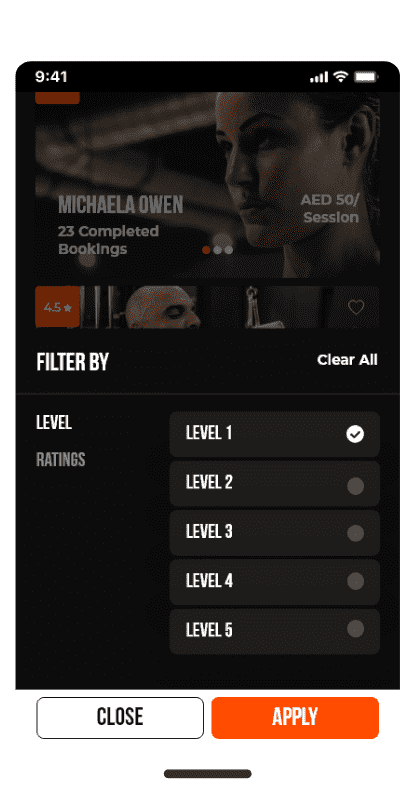 9:41
MICHAELA OWEN
AED 50/
Session
23 Completed
Bookings
4.5
FILTER BY
Clear All
LEVEL
RATINGS
LEVEL 1
LEVEL 2
LEVEL 3
LEVEL 4
LEVEL 5
CLOSE
APPLY